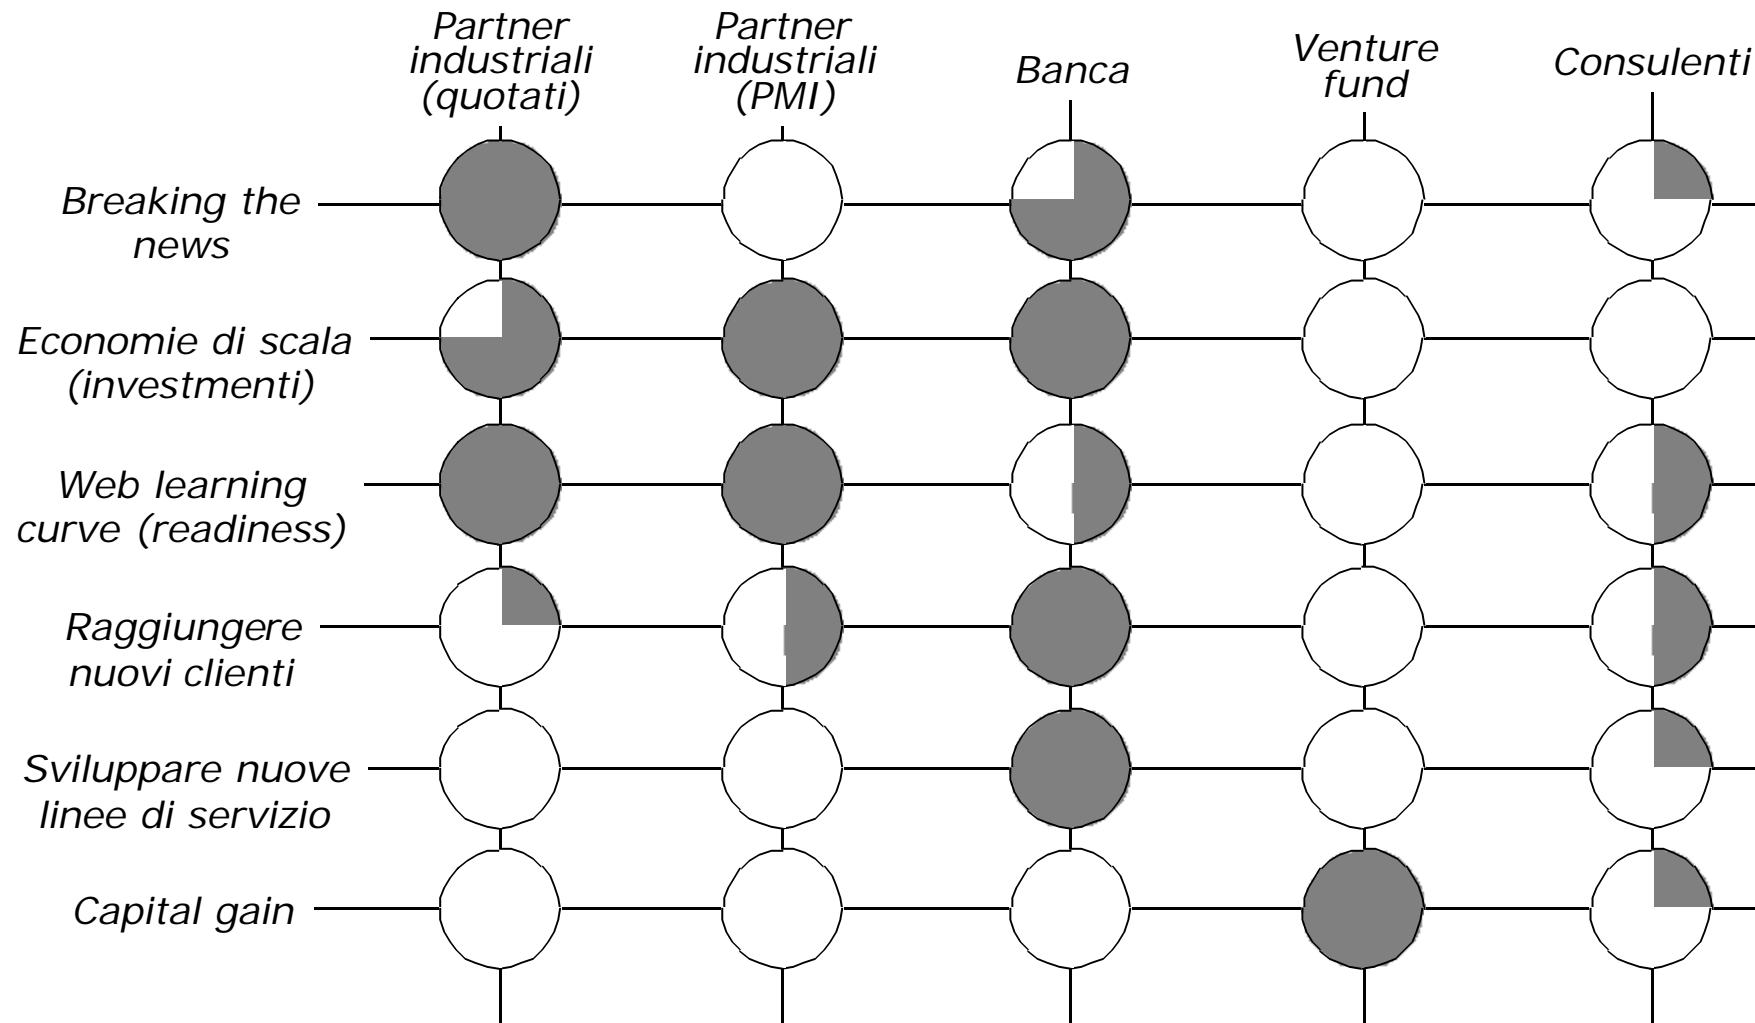 Partner
industriali
(quotati)
Partner
industriali
(PMI)
Banca
Venture
fund
Consulenti
Breaking the
news
Economie di scala
(investmenti)
Web learning
curve (readiness)
Raggiungere
nuovi clienti
Sviluppare nuove
linee di servizio
Capital gain